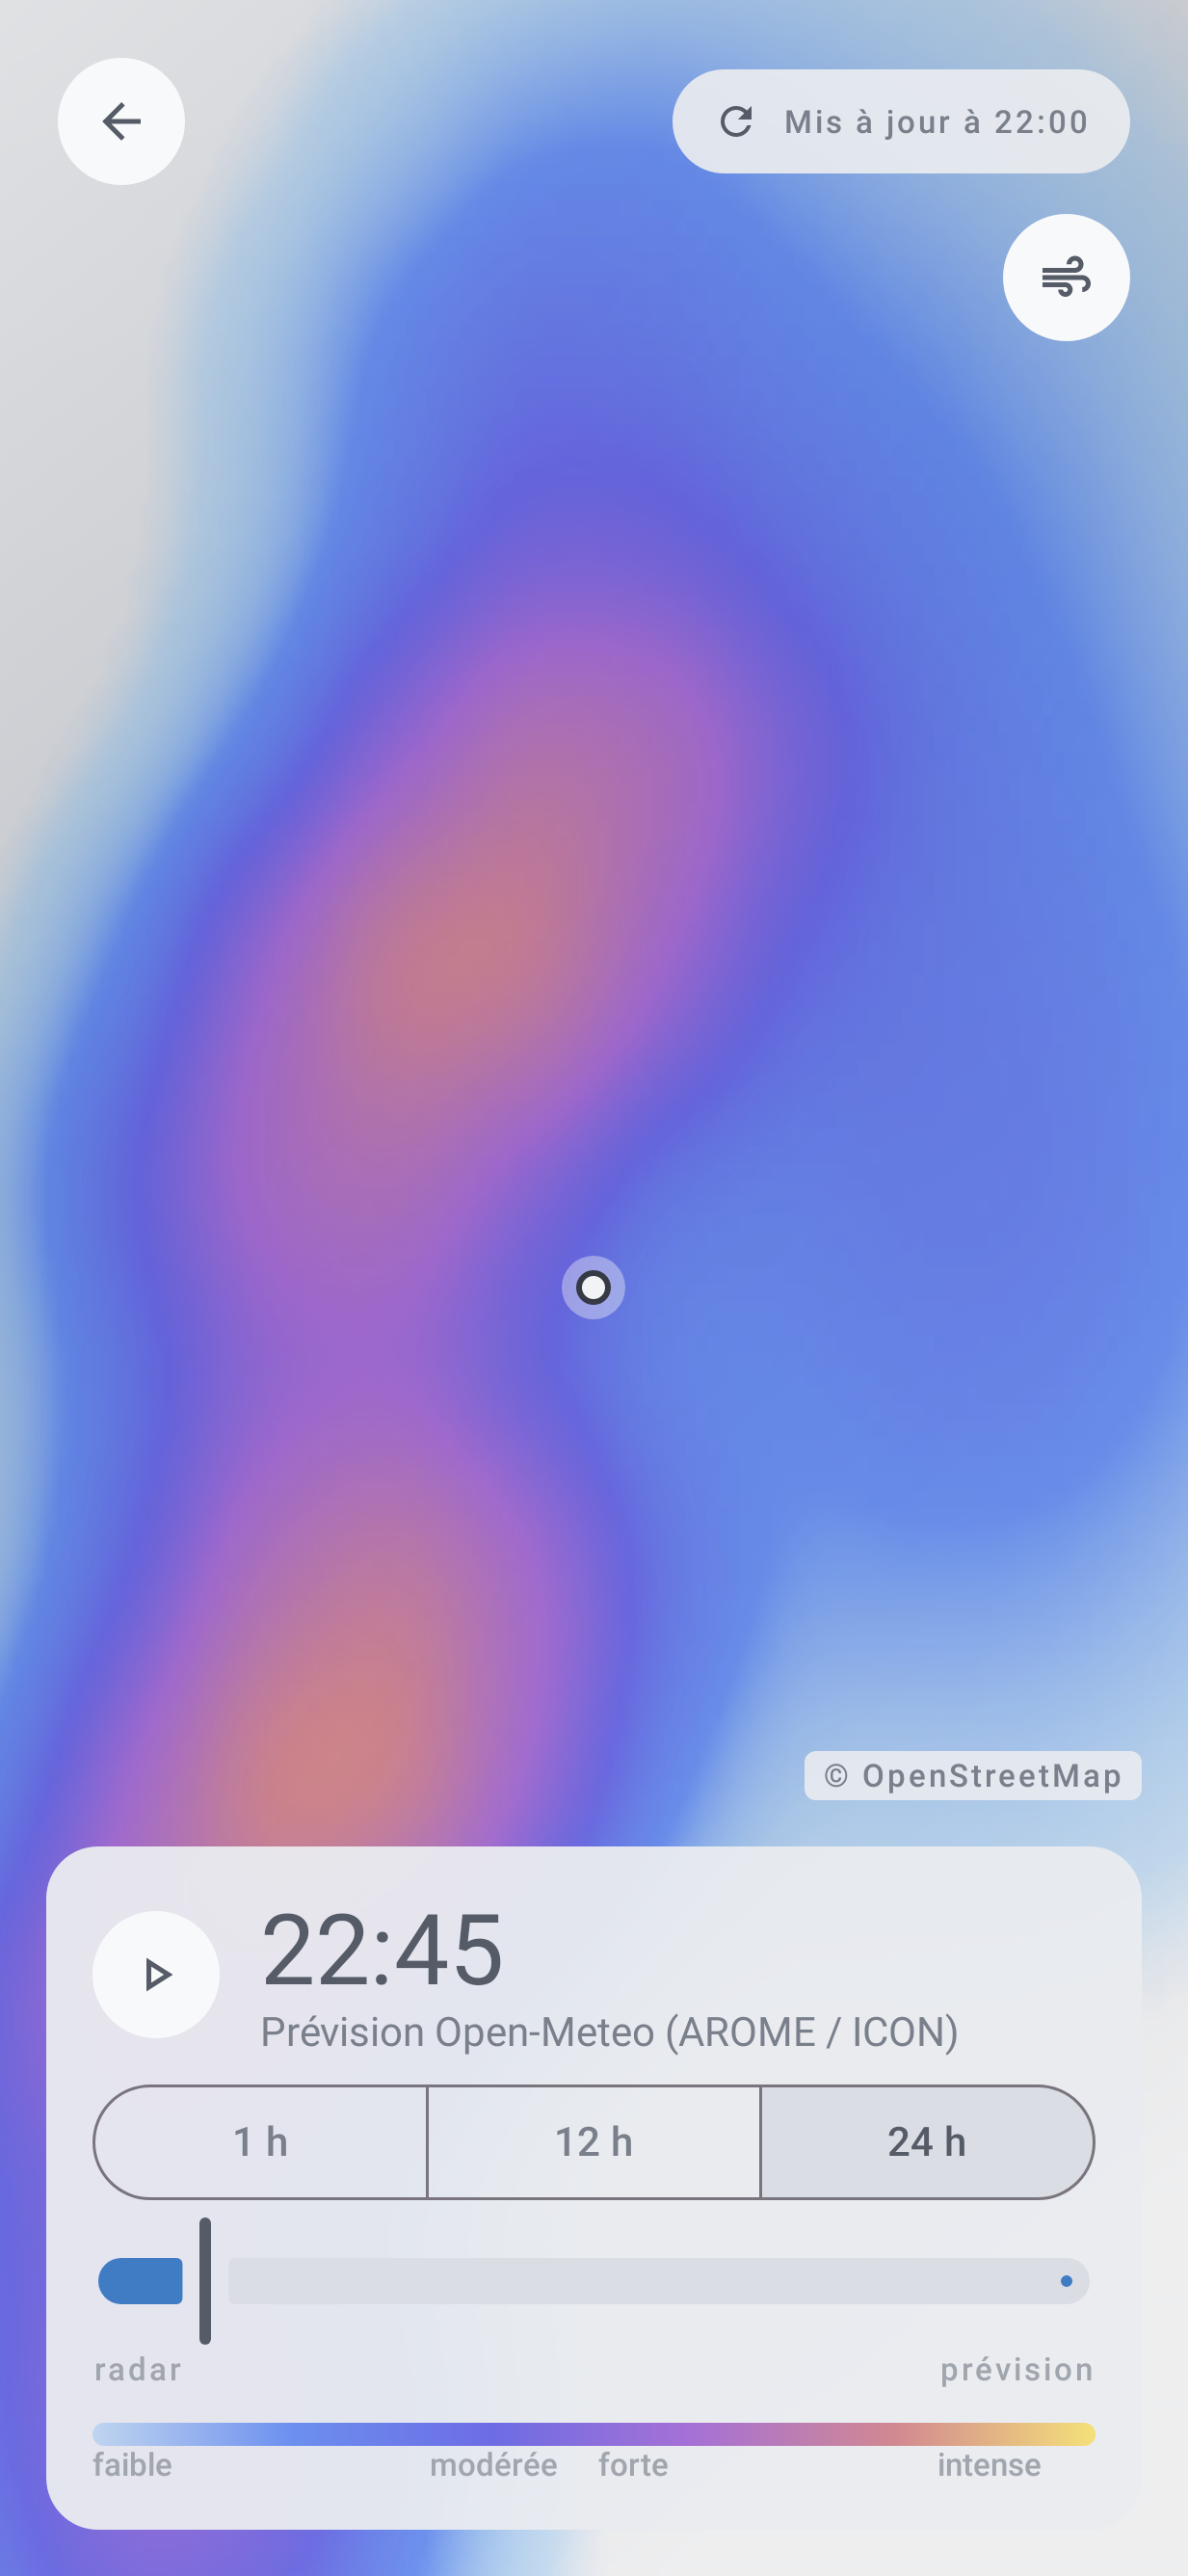 Mis à jour à 22:00
© OpenStreetMap
22:45
Prévision Open-Meteo (AROME / ICON)
1 h
12 h
24 h
radar
prévision
faible
modérée
forte
intense